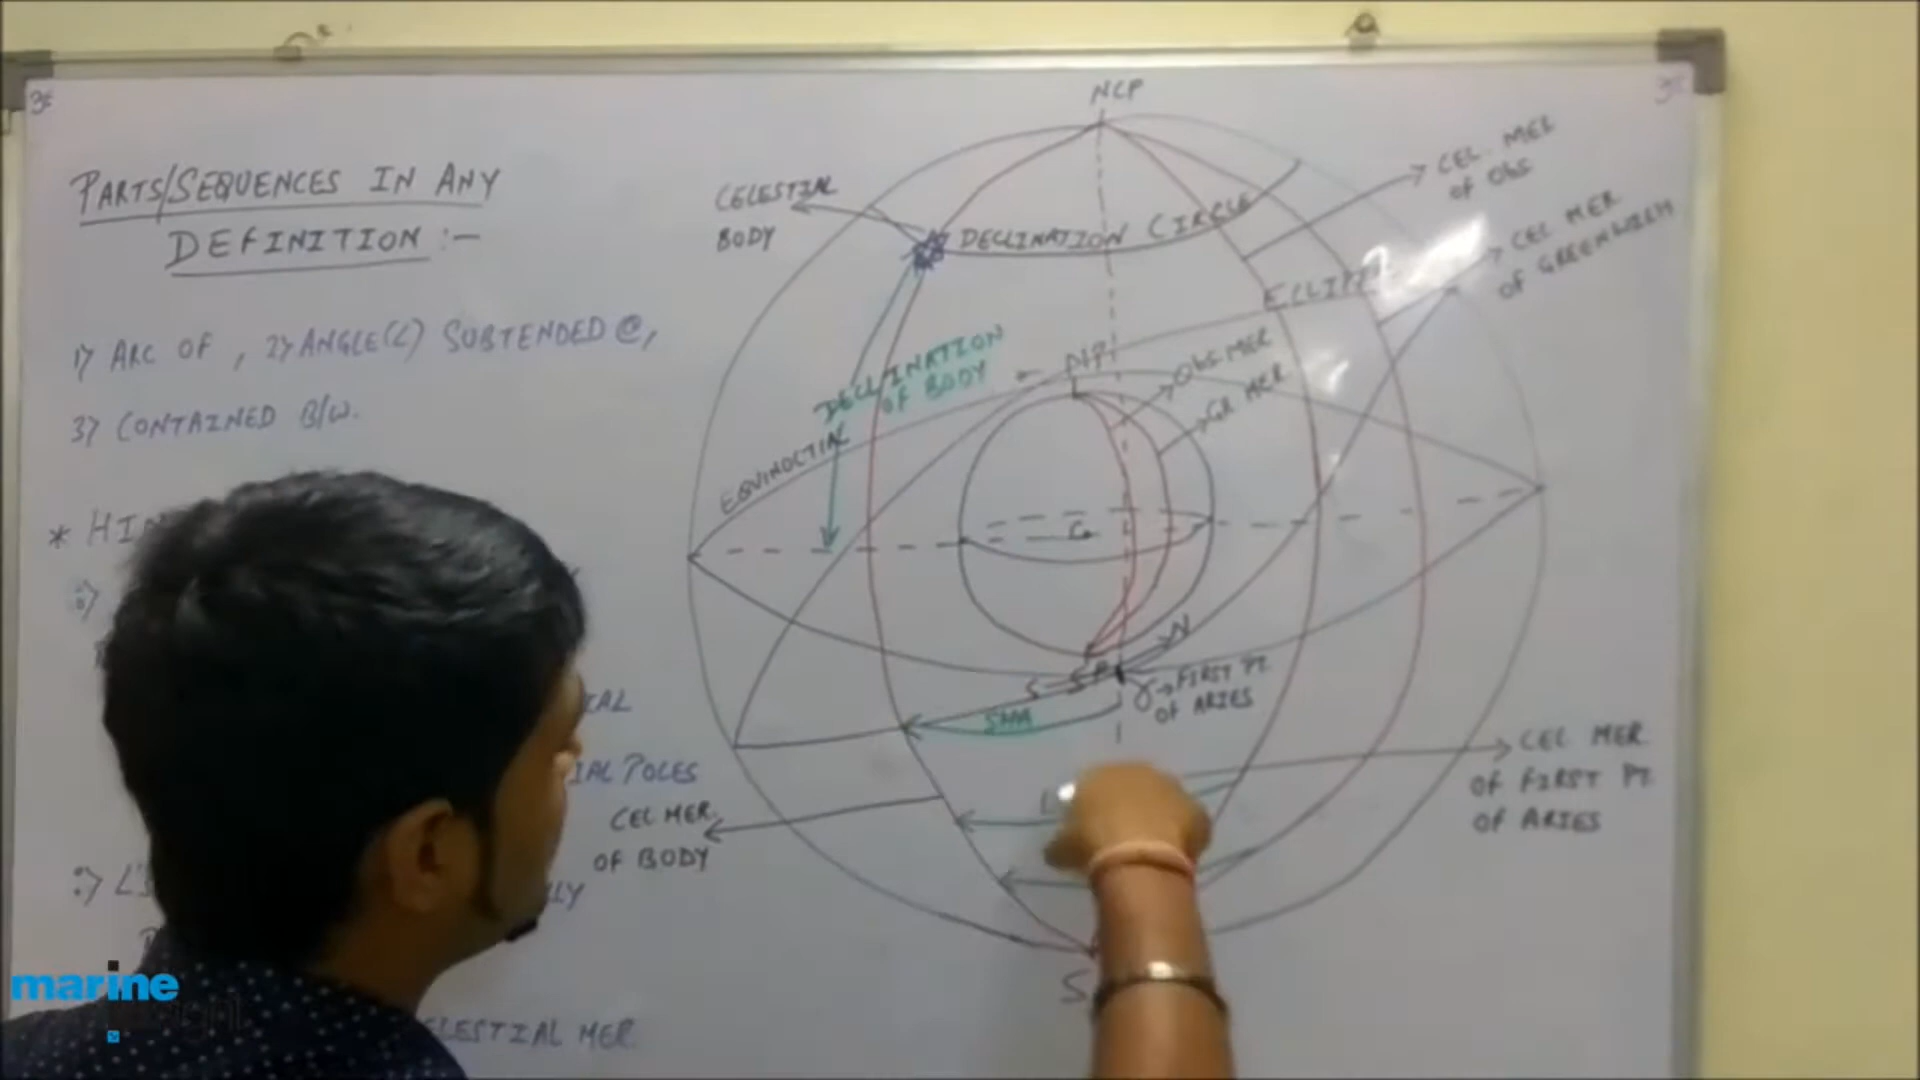 PARTS/SEQUENCES IN ANY
DEFINITION :-
1) ARC OF, 2) ANGLE(∠) SUBTENDED @,
3) CONTAINED B/W.
* HIN
IAL
IAL POLES
LLY
CELESTIAL MER
NCP
CELESTIAL
BODY
DECLINATION CIRCLE
CEL. MER
OF OBS
CEL MER
OF GREENWICH
DECLINATION
OF BODY
EQUINOCTIAL
NP
OBS. MER
GR MER
N
S
SP
γ→FIRST PT.
OF ARIES
SHA
CEL MER.
OF BODY
L
CEL MER
OF FIRST PT.
OF ARIES
S
marine